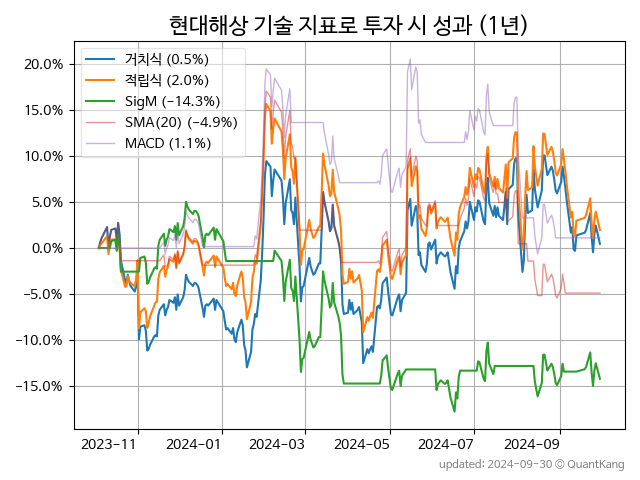 현대해상 기술 지표로 투자 시 성과 (1년)
20.0%
15.0%
10.0%
5.0%
0.0%
−5.0%
−10.0%
−15.0%
거치식 (0.5%)
적립식 (2.0%)
SigM (−14.3%)
SMA(20) (−4.9%)
MACD (1.1%)
2023-11
2024-01
2024-03
2024-05
2024-07
2024-09
updated: 2024-09-30 © QuantKang